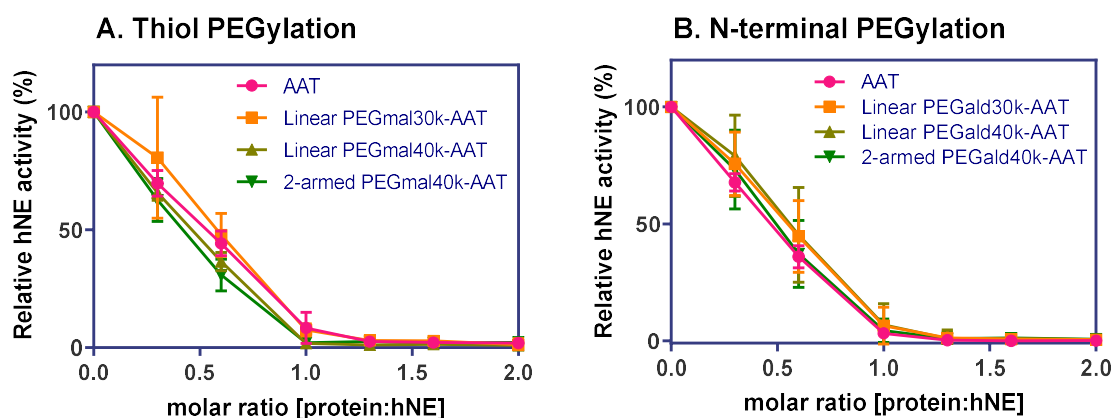 A. Thiol PEGylation
Relative hNE activity (%)
100
50
0
AAT
Linear PEGmal30k-AAT
Linear PEGmal40k-AAT
2-armed PEGmal40k-AAT
0.0 0.5 1.0 1.5 2.0
molar ratio [protein:hNE]
B. N-terminal PEGylation
Relative hNE activity (%)
100
50
0
AAT
Linear PEGald30k-AAT
Linear PEGald40k-AAT
2-armed PEGald40k-AAT
0.0 0.5 1.0 1.5 2.0
molar ratio [protein:hNE]